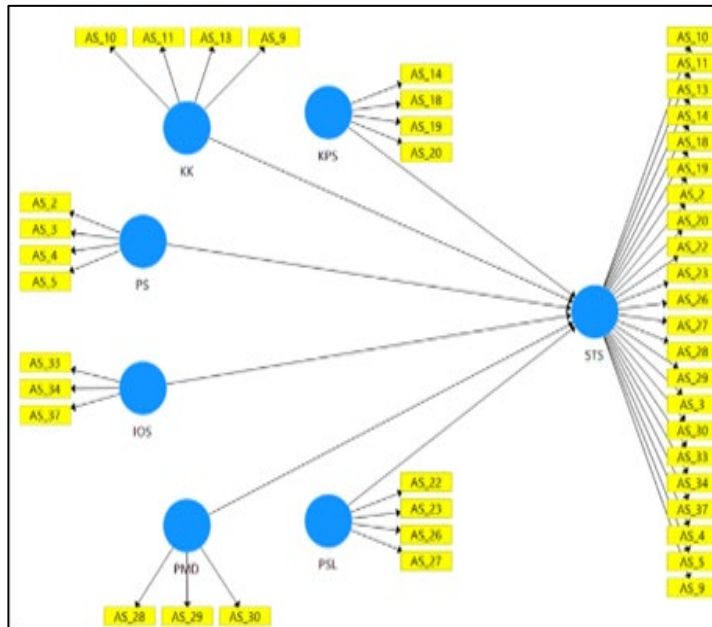 AS_10 AS_11 AS_13 AS_9
KK
AS_14
AS_18
AS_19
AS_20
KPS
AS_2
AS_3
AS_4
AS_5
PS
AS_33
AS_34
AS_37
IOS
PMD
AS_28 AS_29 AS_30
AS_22
AS_23
AS_26
AS_27
PSL
STS
AS_10
AS_11
AS_13
AS_14
AS_18
AS_19
AS_2
AS_20
AS_22
AS_23
AS_26
AS_27
AS_28
AS_29
AS_3
AS_30
AS_33
AS_34
AS_37
AS_4
AS_5
AS_9